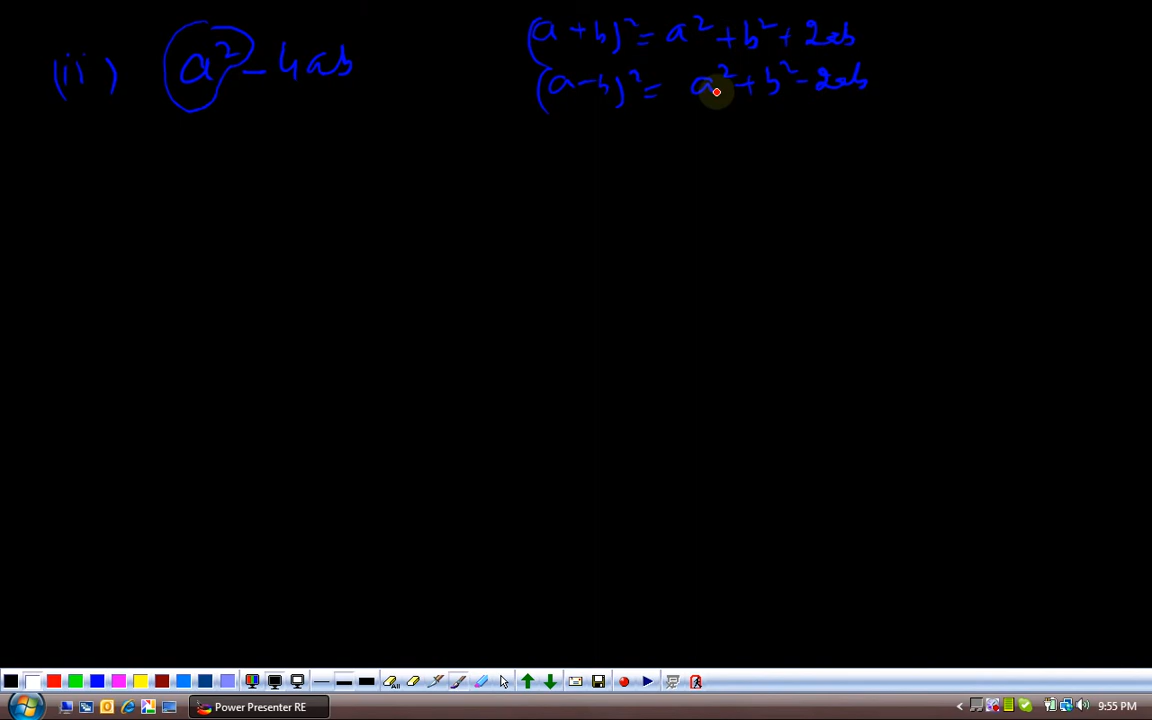 (ii) a² - 4ab
(a + b)² = a² + b² + 2ab
(a - b)² = a² + b² - 2ab
Power Presenter RE
9:55 PM